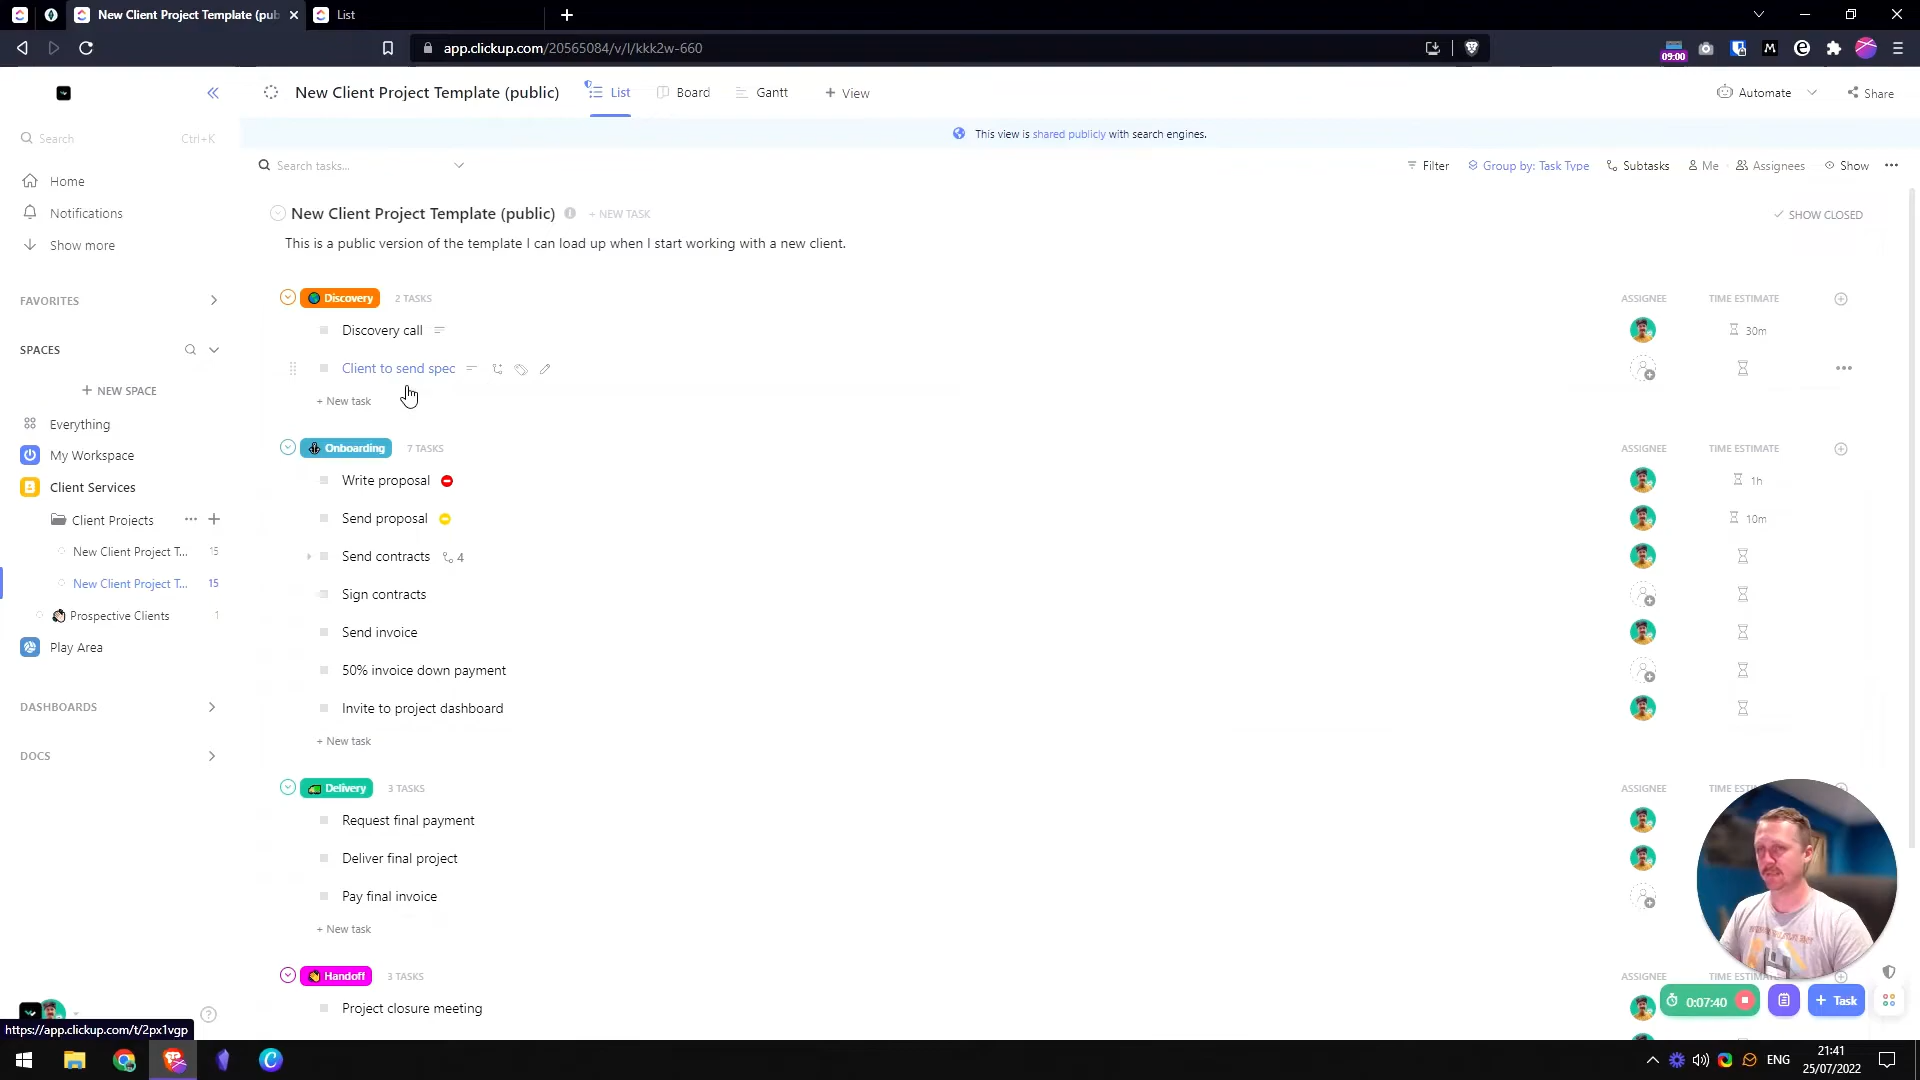 New Client Project Template (pub
List
app.clickup.com/20565084/v/l/kkk2w-660
09:00
New Client Project Template (public)
List
Board
Gantt
+ View
Automate
Share
Search
Ctrl+K
This view is shared publicly with search engines.
Search tasks...
Filter
Group by: Task Type
Subtasks
Me
Assignees
Show
Home
Notifications
Show more
FAVORITES
SPACES
+ NEW SPACE
Everything
My Workspace
Client Services
Client Projects
New Client Project T... 15
New Client Project T... 15
Prospective Clients 1
Play Area
DASHBOARDS
DOCS
New Client Project Template (public)
+ NEW TASK
SHOW CLOSED
This is a public version of the template I can load up when I start working with a new client.
Discovery 2 TASKS ASSIGNEE TIME ESTIMATE
Discovery call 30m
Client to send spec
+ New task
Onboarding 7 TASKS ASSIGNEE TIME ESTIMATE
Write proposal 1h
Send proposal 10m
Send contracts 4
Sign contracts
Send invoice
50% invoice down payment
Invite to project dashboard
+ New task
Delivery 3 TASKS ASSIGNEE TIME ESTI
Request final payment
Deliver final project
Pay final invoice
+ New task
Handoff 3 TASKS ASSIGNEE TIME ESTIMATE
Project closure meeting
0:07:40
+ Task
https://app.clickup.com/t/2px1vgp
ENG
21:41
25/07/2022